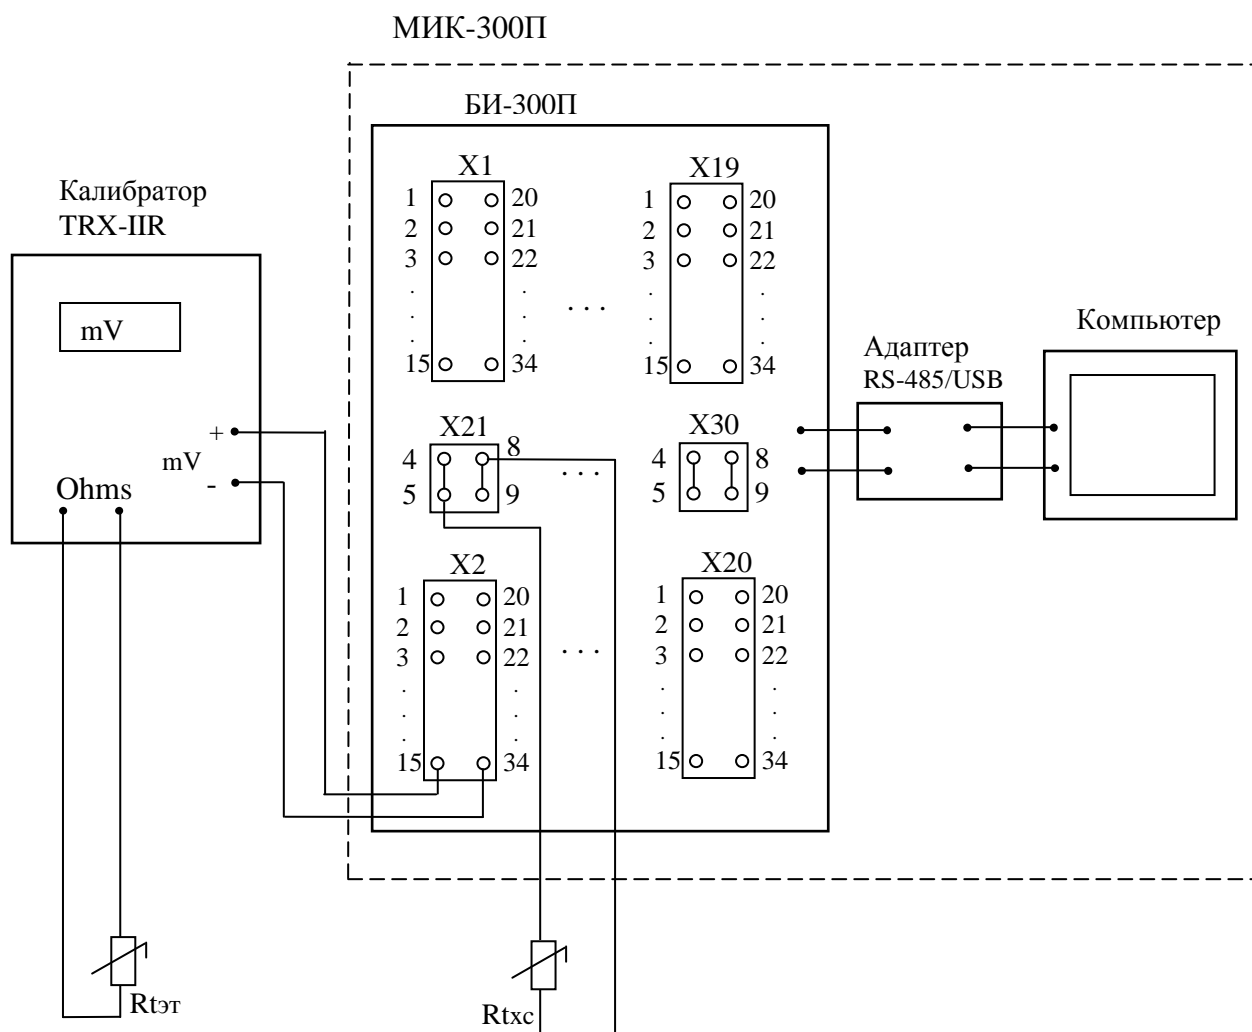 МИК-300П
БИ-300П
Калибратор
TRX-IIR
mV
+
mV
-
Ohms
X1
1 20
2 21
3 22
. .
. .
. .
15 34
. . .
X19
1 20
2 21
3 22
. .
. .
. .
15 34
X21
4 8
5 9
. . .
X30
4 8
5 9
X2
1 20
2 21
3 22
. .
. .
. .
15 34
. . .
X20
1 20
2 21
3 22
. .
. .
. .
15 34
Адаптер
RS-485/USB
Компьютер
Rtэт
Rtхс